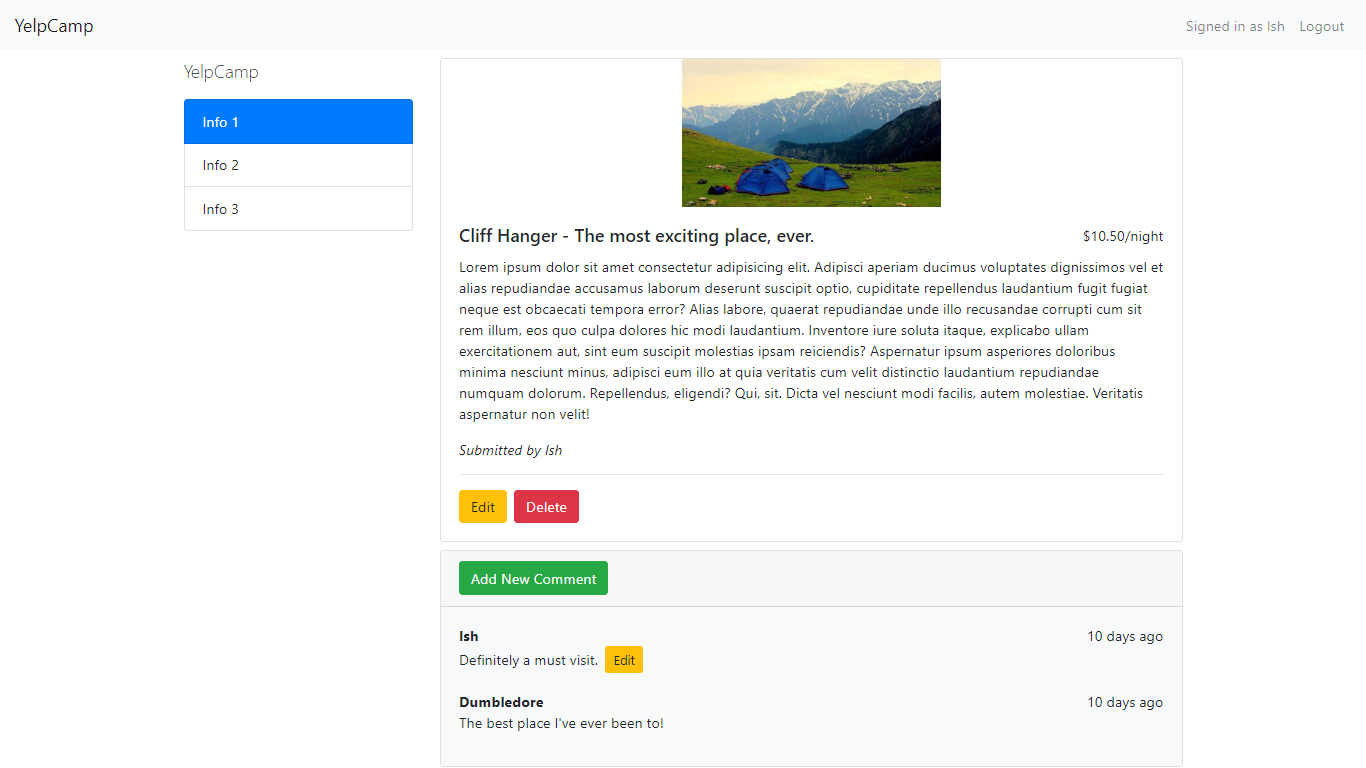 YelpCamp
Signed in as Ish
Logout
YelpCamp
Info 1
Info 2
Info 3
Cliff Hanger - The most exciting place, ever.
$10.50/night
Lorem ipsum dolor sit amet consectetur adipisicing elit. Adipisci aperiam ducimus voluptates dignissimos vel et
alias repudiandae accusamus laborum deserunt suscipit optio, cupiditate repellendus laudantium fugit fugiat
neque est obcaecati tempora error? Alias labore, quaerat repudiandae unde illo recusandae corrupti cum sit
rem illum, eos quo culpa dolores hic modi laudantium. Inventore iure soluta itaque, explicabo ullam
exercitationem aut, sint eum suscipit molestias ipsam reiciendis? Aspernatur ipsum asperiores doloribus
minima nesciunt minus, adipisci eum illo at quia veritatis cum velit distinctio laudantium repudiandae
numquam dolorum. Repellendus, eligendi? Qui, sit. Dicta vel nesciunt modi facilis, autem molestiae. Veritatis
aspernatur non velit!
Submitted by Ish
Edit
Delete
Add New Comment
Ish
10 days ago
Definitely a must visit.
Edit
Dumbledore
10 days ago
The best place I've ever been to!